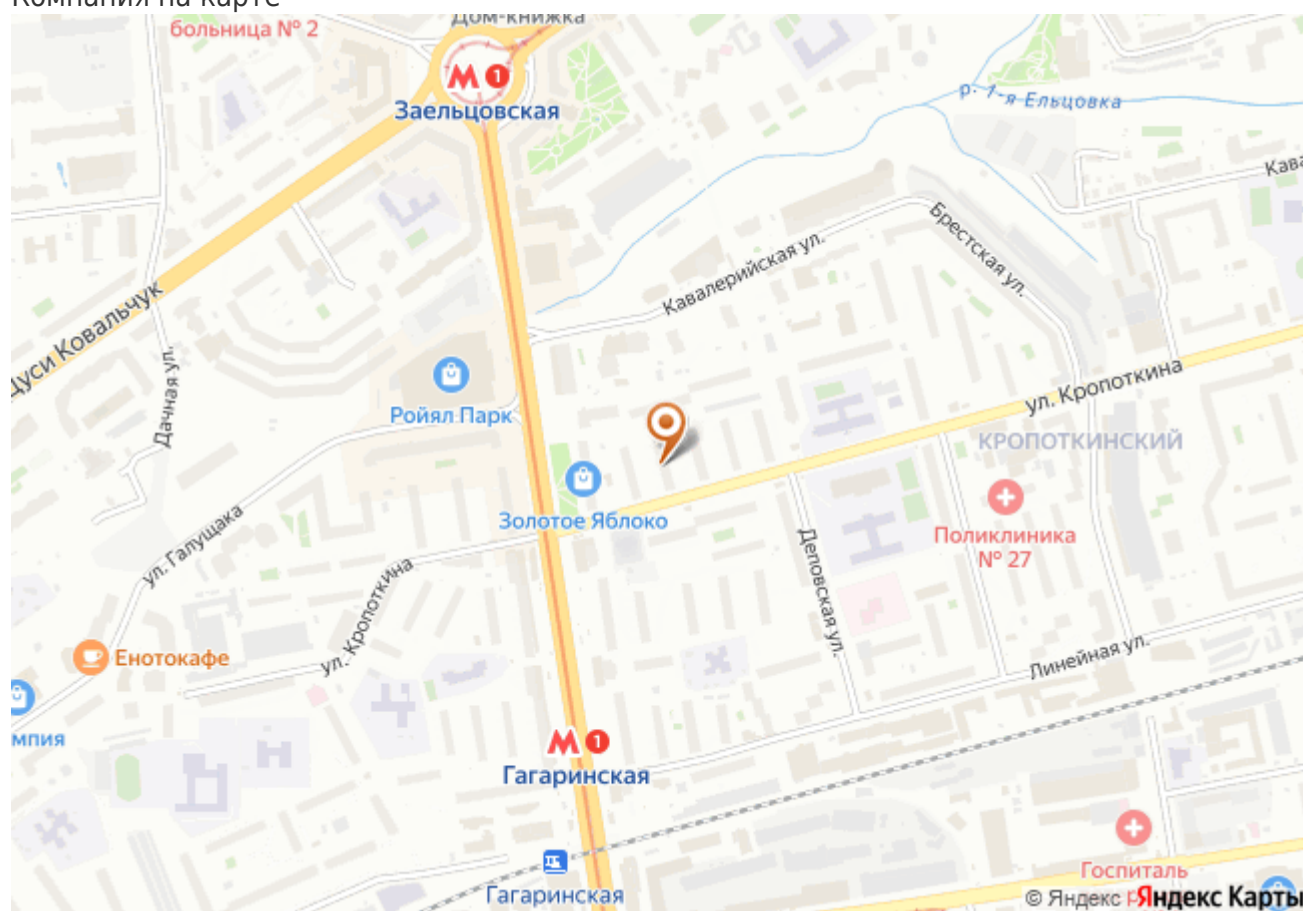 Компания на карте
больница № 2
Дом-книжка
М 1
Заельцовская
р. 1-я Ельцовка
Кава
Брестская ул.
Кавалерийская ул.
Дуси Ковальчук
Дачная ул.
Ройял Парк
ул. Кропоткина
КРОПОТКИНСКИЙ
Золотое Яблоко
Поликлиника
№ 27
ул. Галущака
ул. Кропоткина
Деповская ул.
Енотокафе
Линейная ул.
мпия
М 1
Гагаринская
Гагаринская
Госпиталь
© Яндекс Яндекс Карты